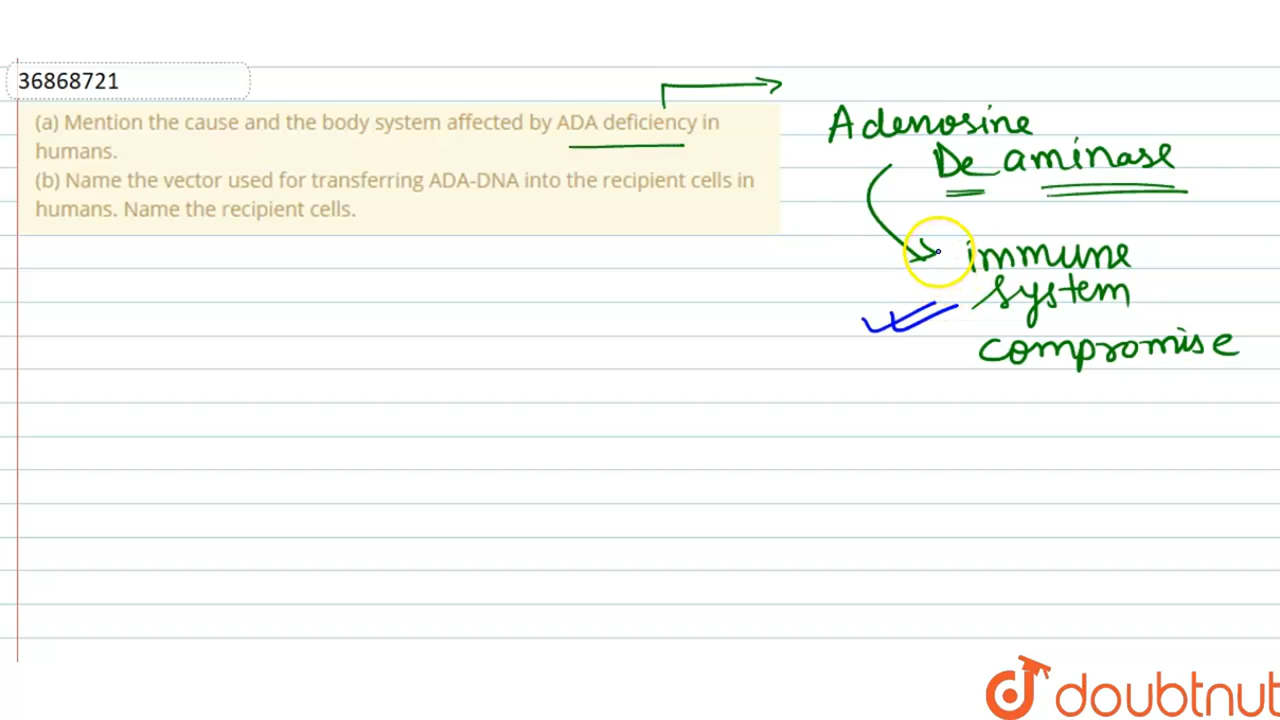 36868721
(a) Mention the cause and the body system affected by ADA deficiency in
humans.
(b) Name the vector used for transferring ADA-DNA into the recipient cells in
humans. Name the recipient cells.
Adenosine
De aminase
immune
system
compromise
doubtnut